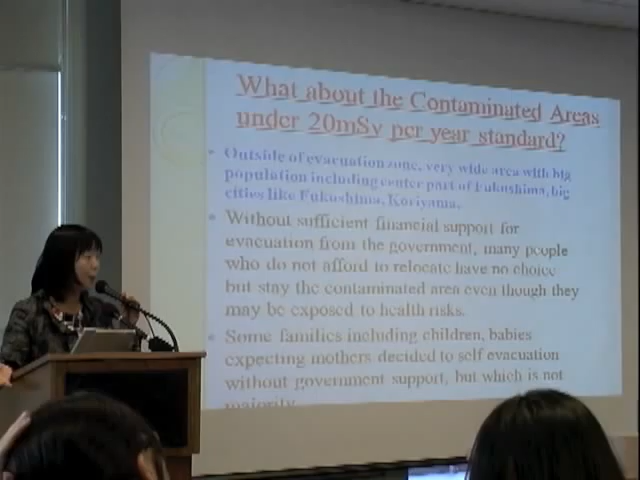 What about the Contaminated Areas
under 20mSv per year standard?
• Outside of evacuation zone, very wide area with big
population including center part of Fukushima, big
cities like Fukushima, Koriyama.
• Without sufficient financial support for
evacuation from the government, many people
who do not afford to relocate have no choice
but stay the contaminated area even though they
may be exposed to health risks.
• Some families including children, babies
expecting mothers decided to self evacuation
without government support, but which is not
majority.